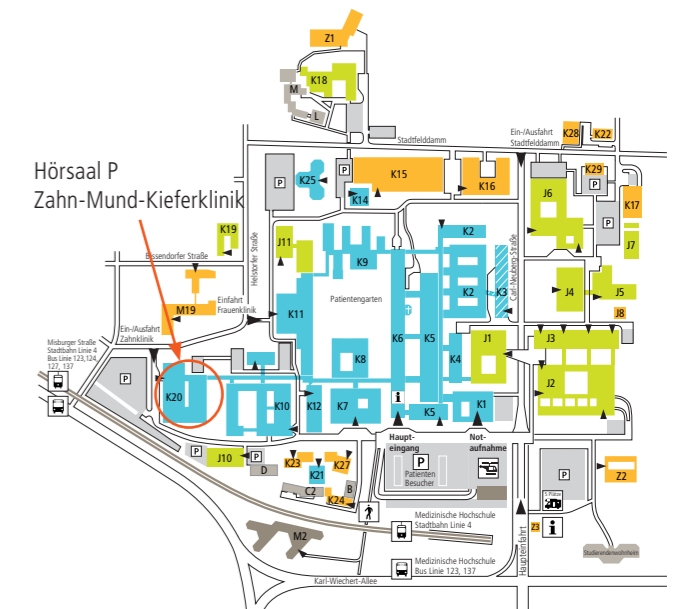 Z1
K18
M
L
Stadtfelddamm
Ein-/Ausfahrt
Stadtfelddamm
K28
K22
Hörsaal P
Zahn-Mund-Kieferklinik
P
K25
P
K15
K14
K16
K29
P
J6
K17
P
K19
J11
Helstorfer Straße
Bissendorfer Straße
K2
K9
J7
Patientengarten
K2
K3
Carl-Neuberg-Straße
J4
J5
M19
Einfahrt
Frauenklinik
K11
J8
Ein-/Ausfahrt
Zahnklinik
K6
K5
K4
J1
J3
Misburger Straße
Stadtbahn Linie 4
Bus Linie 123,124,
127, 137
K8
P
K20
J2
K10
K12
K7
i
K5
K1
Haupt-
eingang
Not-
aufnahme
P
J10
P
D
K23
K21
K27
P
Patienten
Besucher
P
Z2
C2
B
K24
5 Plätze
M2
Medizinische Hochschule
Stadtbahn Linie 4
Z3
i
Haupteinfahrt
Studierendenwohnheim
Medizinische Hochschule
Bus Linie 123, 137
Karl-Wiechert-Allee